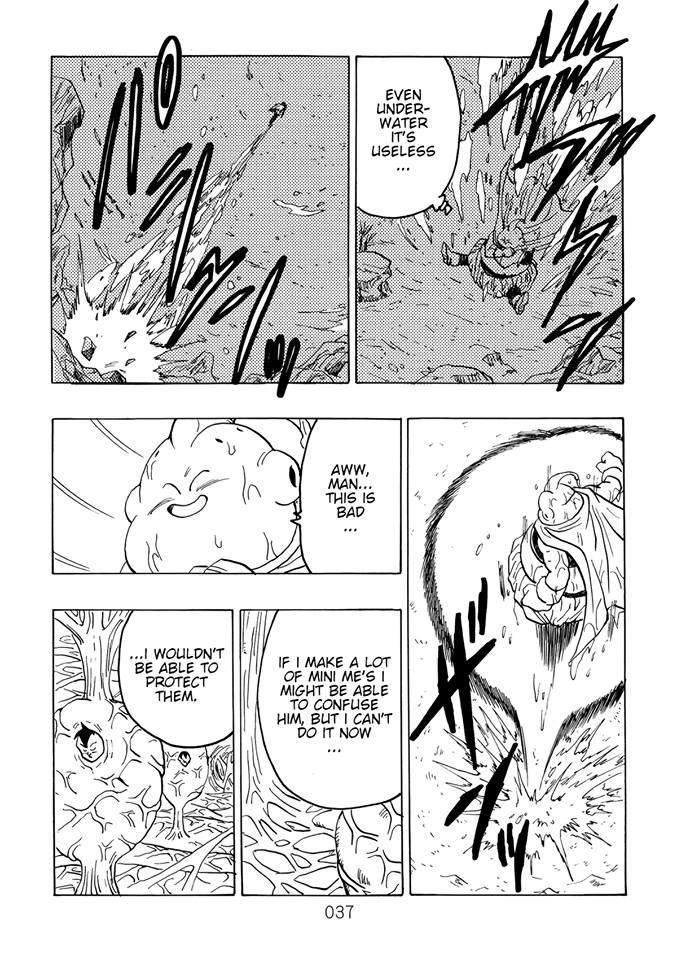 EVEN
UNDER-
WATER
IT'S
USELESS
...
AWW,
MAN...
THIS IS
BAD
...
IF I MAKE A LOT
OF MINI ME'S I
MIGHT BE ABLE
TO CONFUSE
HIM, BUT I CAN'T
DO IT NOW
...
...I WOULDN'T
BE ABLE TO
PROTECT
THEM.
037